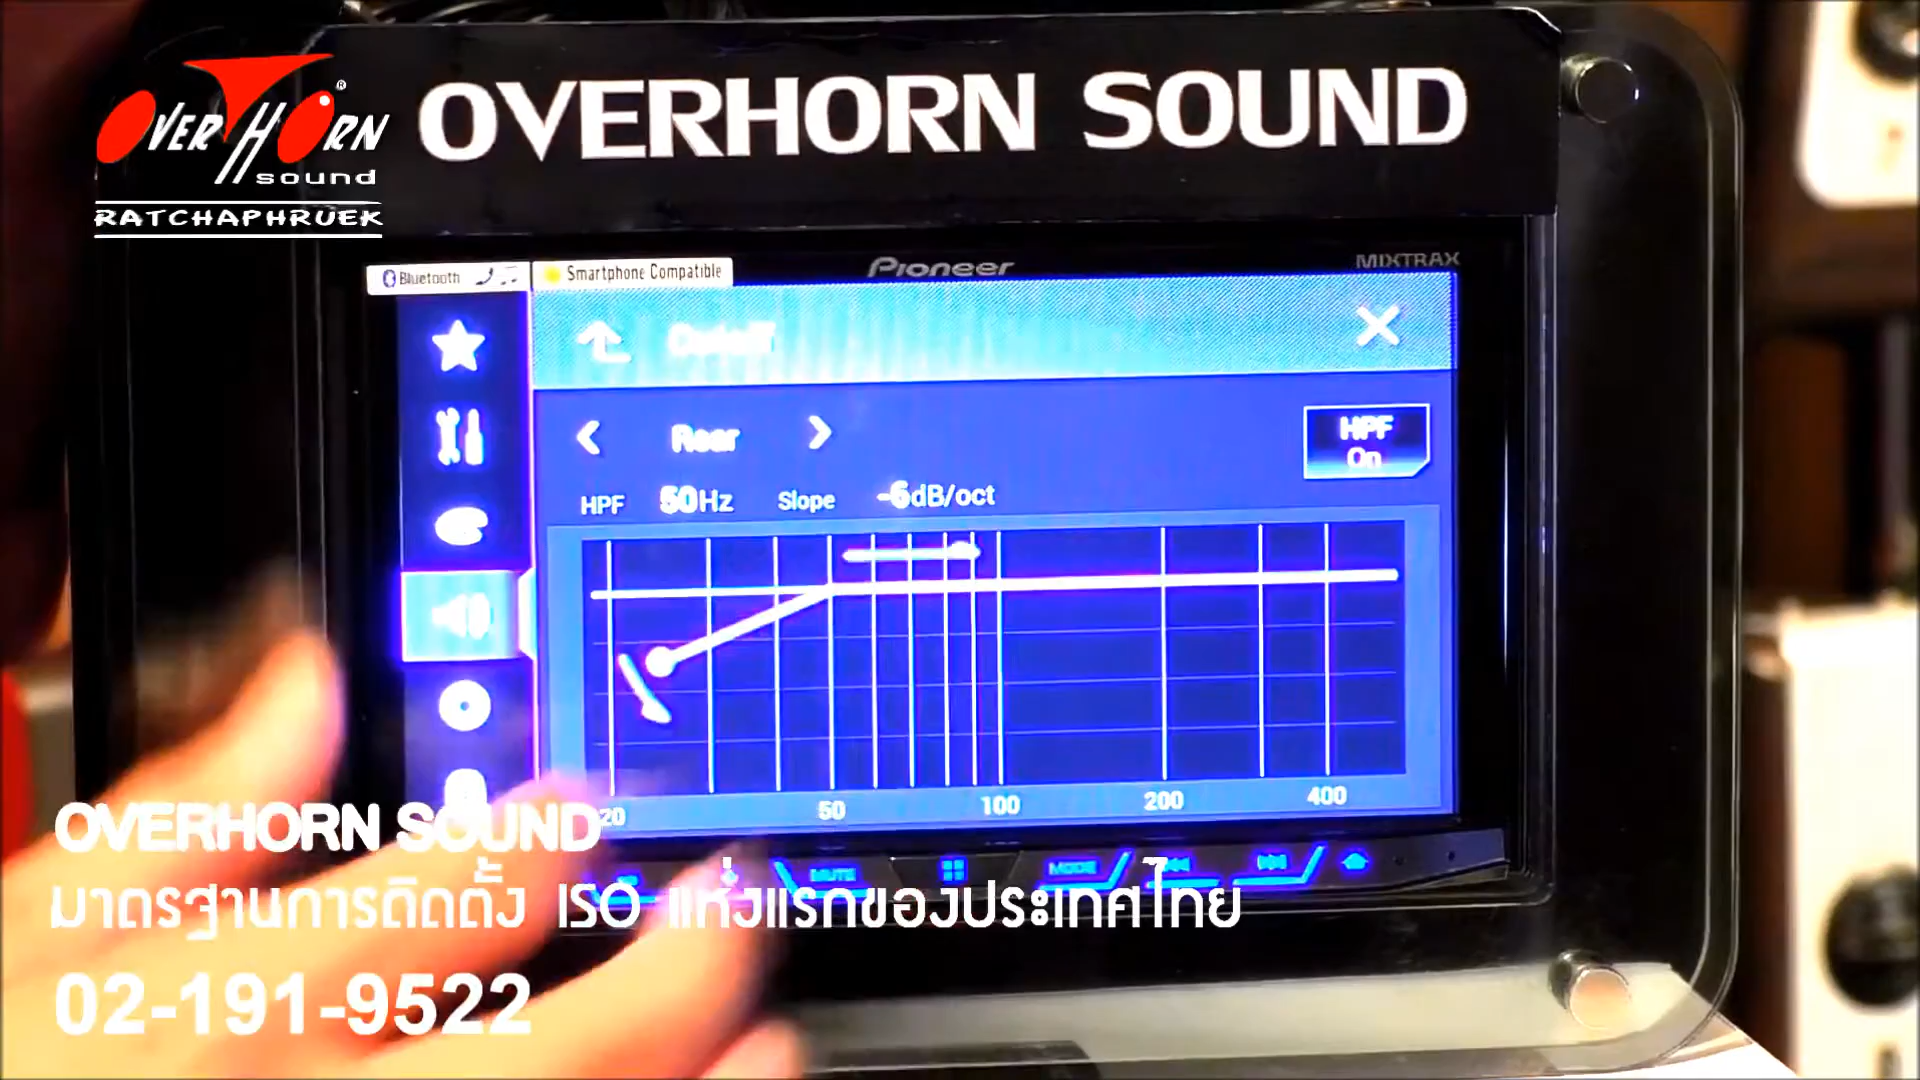 OVERHORN®
sound
RATCHAPHRUEK
OVERHORN SOUND
Bluetooth
Smartphone Compatible
Pioneer
MIXTRAX
Cutoff
Rear
HPF
On
HPF 50Hz Slope -6dB/oct
20 50 100 200 400
MUTE
MODE
OVERHORN SOUND
มาตรฐานการติดตั้ง ISO แห่งแรกของประเทศไทย
02-191-9522